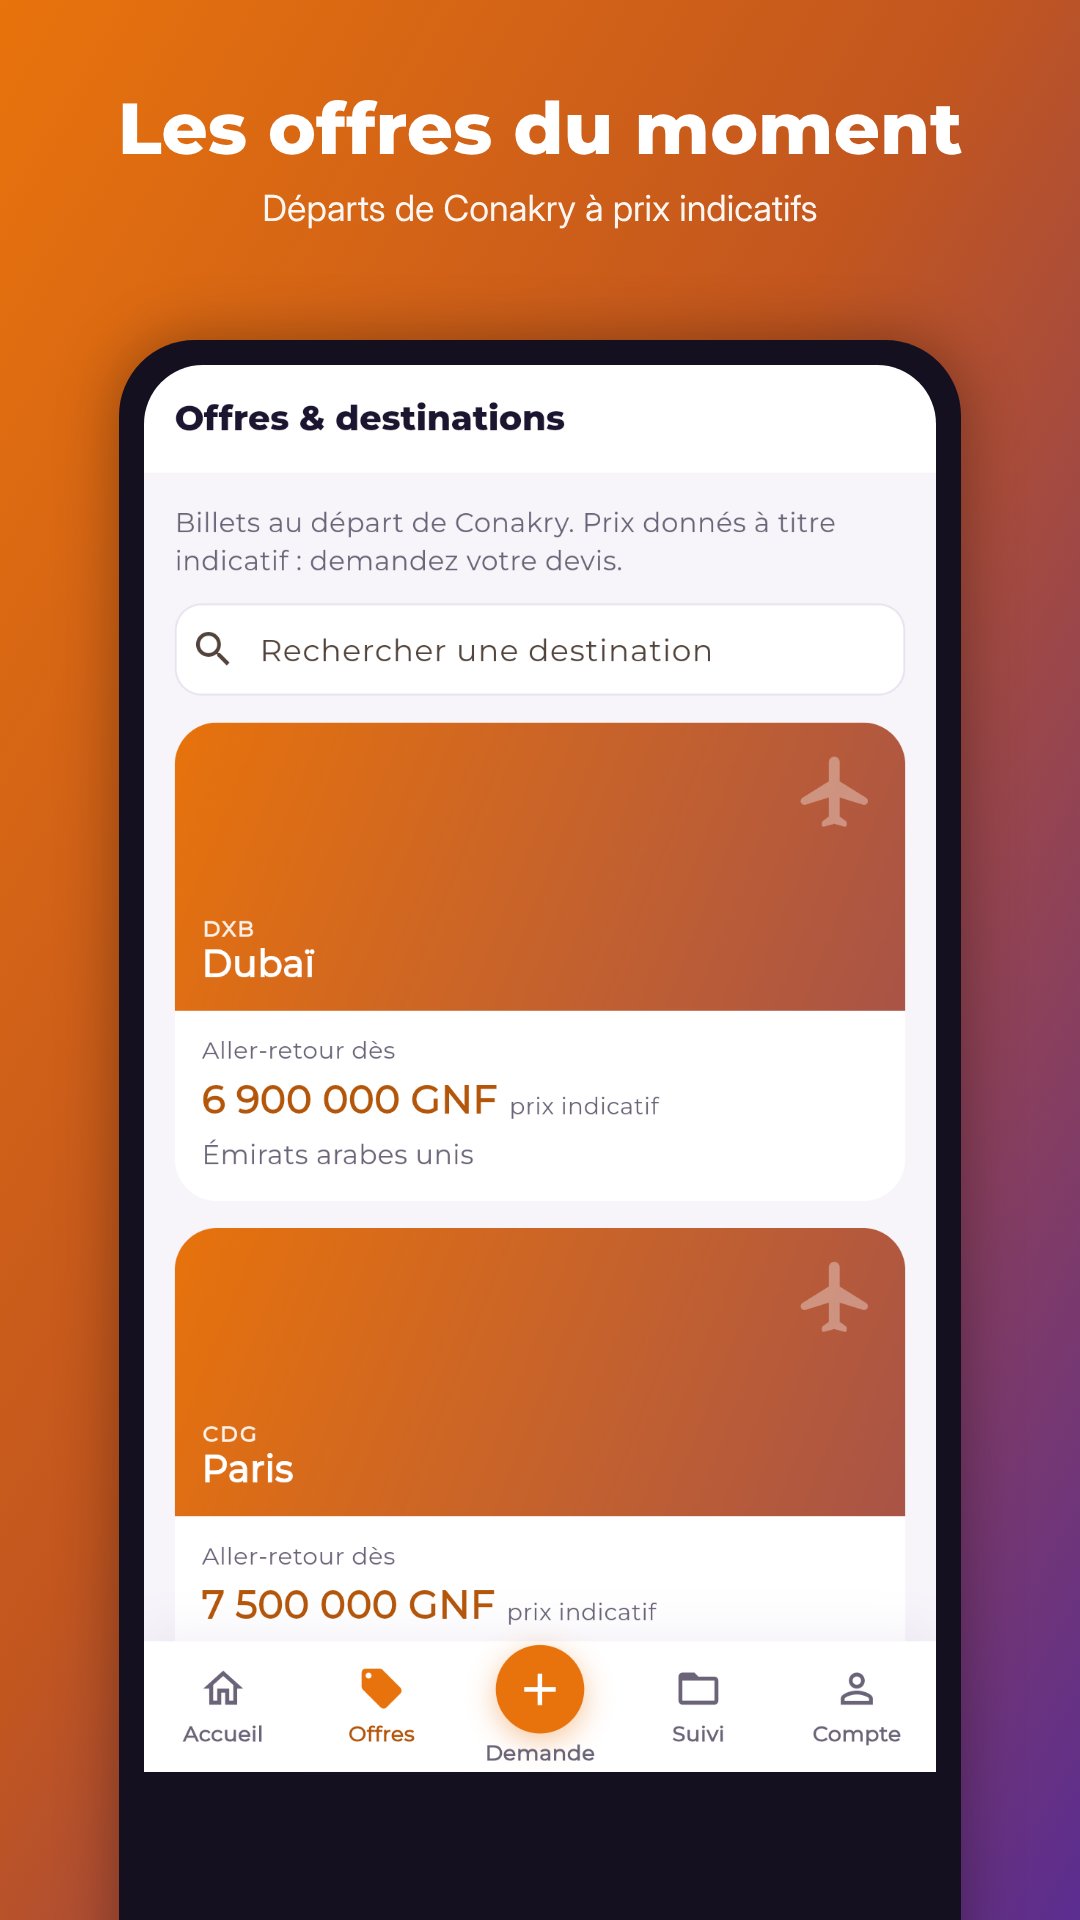 Les offres du moment
Départs de Conakry à prix indicatifs
Offres & destinations
Billets au départ de Conakry. Prix donnés à titre
indicatif : demandez votre devis.
Rechercher une destination
DXB
Dubaï
Aller-retour dès
6 900 000 GNF prix indicatif
Émirats arabes unis
CDG
Paris
Aller-retour dès
7 500 000 GNF prix indicatif
Accueil
Offres
Demande
Suivi
Compte